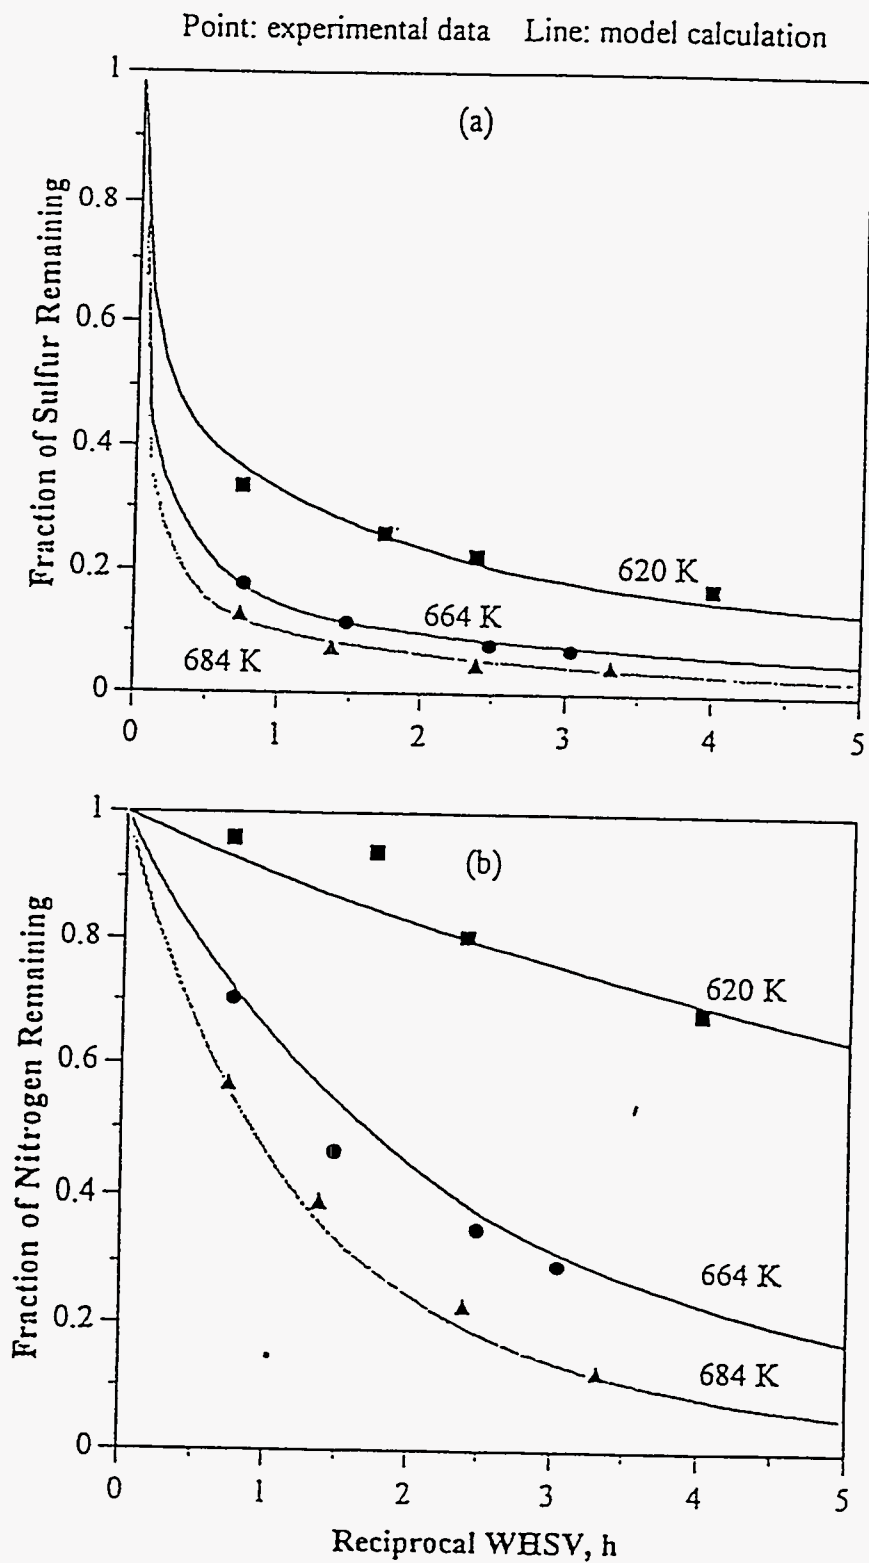 Point: experimental data Line: model calculation
1
(a)
0.8
0.6
0.4
0.2
0
Fraction of Sulfur Remaining
620 K
664 K
684 K
0 1 2 3 4 5
1
(b)
0.8
0.6
0.4
0.2
0
Fraction of Nitrogen Remaining
620 K
664 K
684 K
0 1 2 3 4 5
Reciprocal WHSV, h